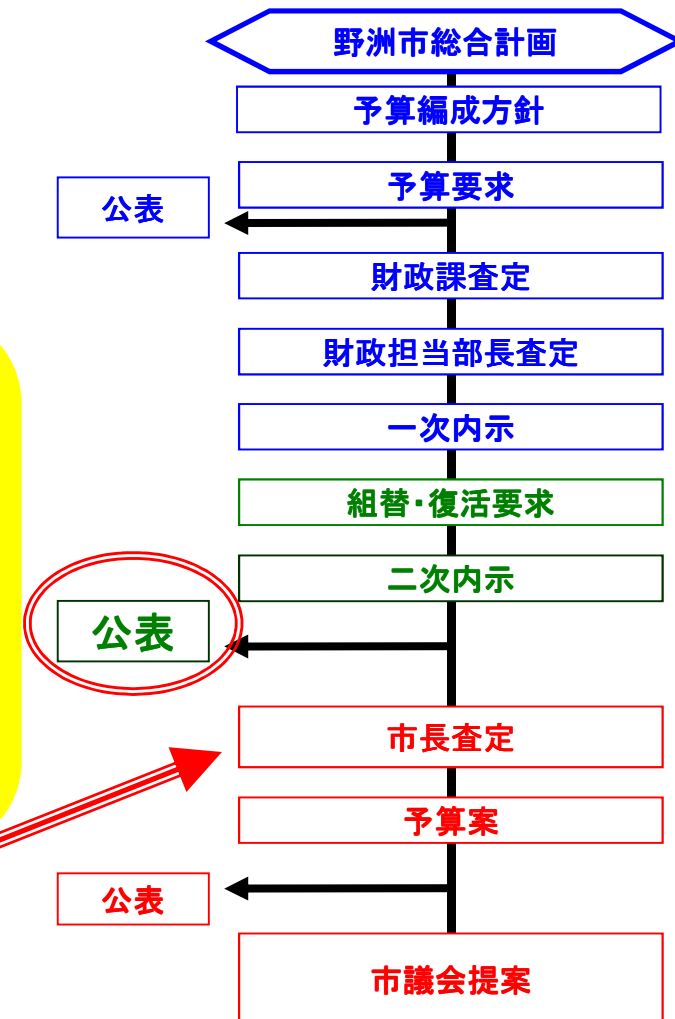 野洲市総合計画
予算編成方針
予算要求
公表
財政課査定
財政担当部長査定
一次内示
組替・復活要求
二次内示
公表
市長査定
予算案
公表
市議会提案